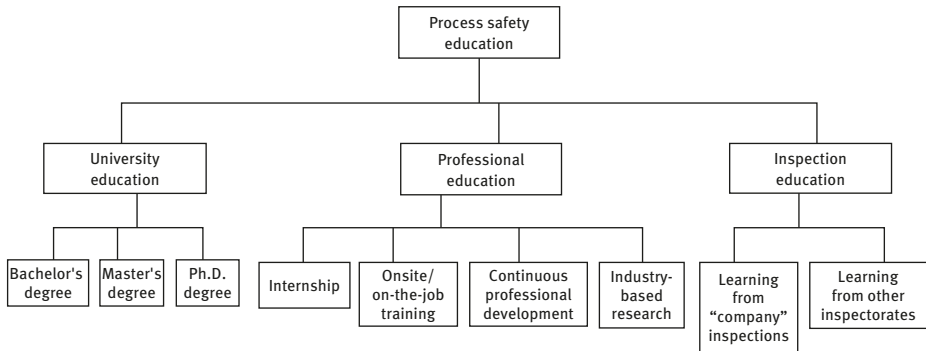 Process safety
education
University
education
Professional
education
Inspection
education
Bachelor's
degree
Master's
degree
Ph.D.
degree
Internship
Onsite/
on-the-job
training
Continuous
professional
development
Industry-
based
research
Learning
from
“company”
inspections
Learning
from other
inspectorates